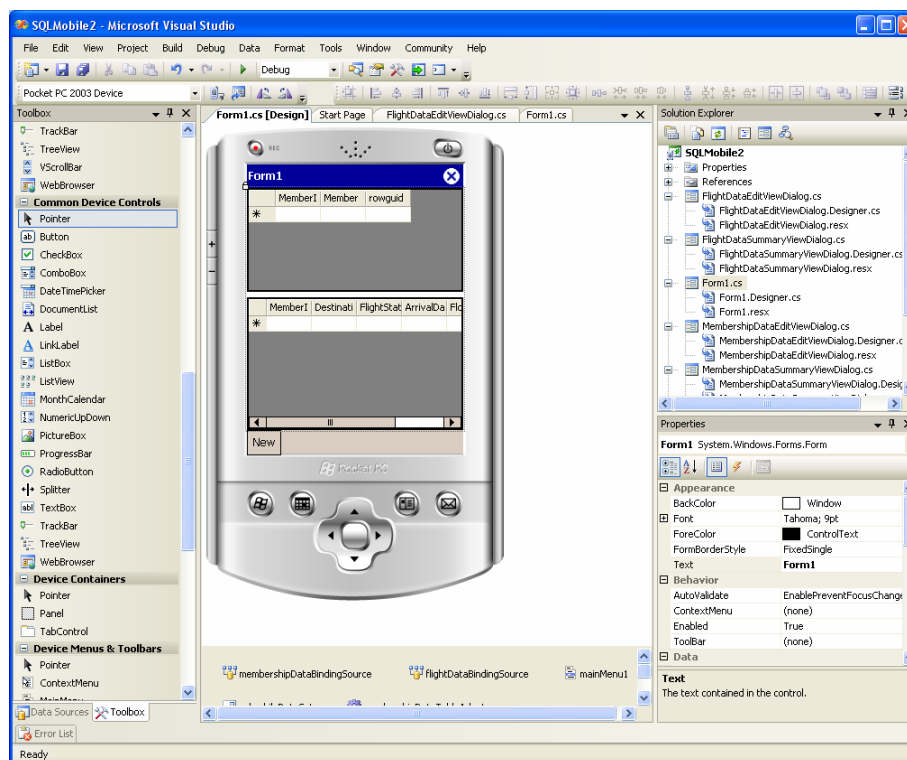 SQLMobile2 - Microsoft Visual Studio
File Edit View Project Build Debug Data Format Tools Window Community Help
Debug
Pocket PC 2003 Device
Toolbox
TrackBar
TreeView
VScrollBar
WebBrowser
Common Device Controls
Pointer
Button
CheckBox
ComboBox
DateTimePicker
DocumentList
Label
LinkLabel
ListBox
ListView
MonthCalendar
NumericUpDown
PictureBox
ProgressBar
RadioButton
Splitter
TextBox
TrackBar
TreeView
WebBrowser
Device Containers
Pointer
Panel
TabControl
Device Menus & Toolbars
Pointer
ContextMenu
Data Sources Toolbox
Error List
Ready
Form1.cs [Design] Start Page FlightDataEditViewDialog.cs Form1.cs
REC
Form1
MemberI Member rowguid
MemberI Destinati FlightStat ArrivalDa Flo
New
Pocket PC
membershipDataBindingSource flightDataBindingSource mainMenu1
Solution Explorer
SQLMobile2
Properties
References
FlightDataEditViewDialog.cs
FlightDataEditViewDialog.Designer.cs
FlightDataEditViewDialog.resx
FlightDataSummaryViewDialog.cs
FlightDataSummaryViewDialog.Designer.cs
FlightDataSummaryViewDialog.resx
Form1.cs
Form1.Designer.cs
Form1.resx
MembershipDataEditViewDialog.cs
MembershipDataEditViewDialog.Designer.c
MembershipDataEditViewDialog.resx
MembershipDataSummaryViewDialog.cs
MembershipDataSummaryViewDialog.Desig
Properties
Form1 System.Windows.Forms.Form
Appearance
BackColor Window
Font Tahoma; 9pt
ForeColor ControlText
FormBorderStyle FixedSingle
Text Form1
Behavior
AutoValidate EnablePreventFocusChange
ContextMenu (none)
Enabled True
ToolBar (none)
Data
Text
The text contained in the control.